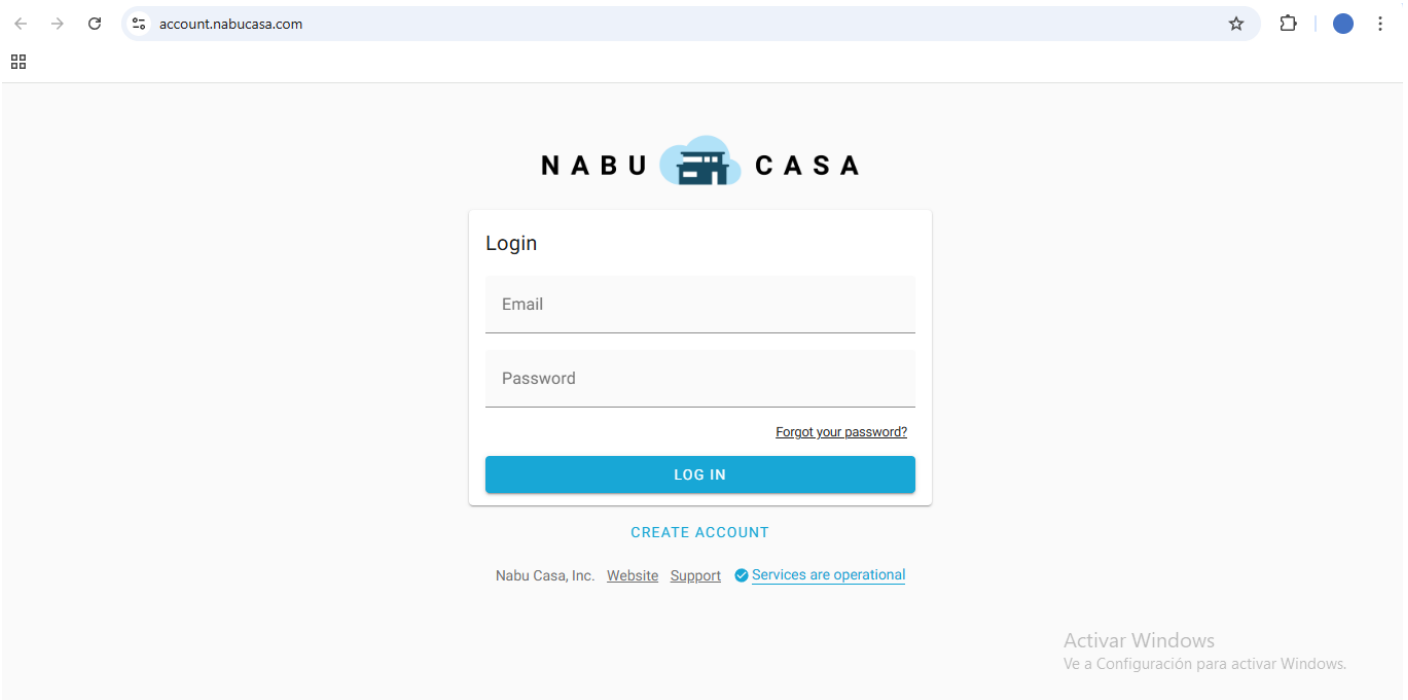 account.nabucasa.com
NABU CASA
Login
Email
Password
Forgot your password?
LOG IN
CREATE ACCOUNT
Nabu Casa, Inc. Website Support Services are operational
Activar Windows
Ve a Configuración para activar Windows.